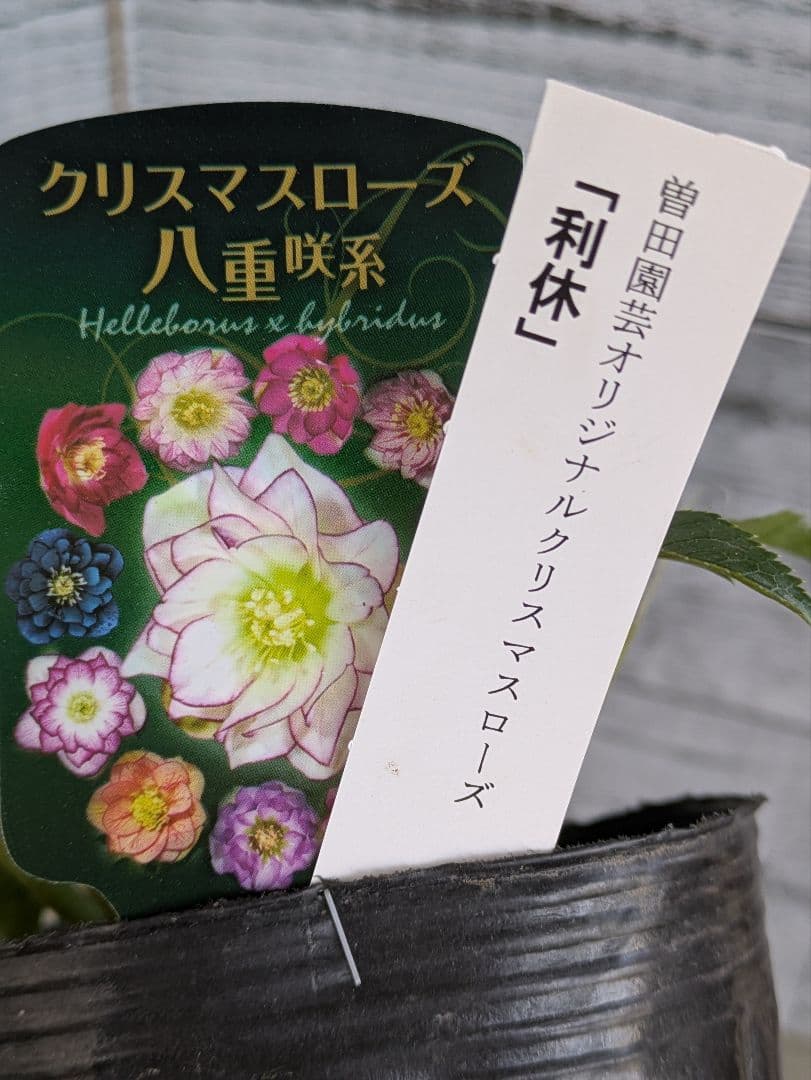 クリスマスローズ
八重咲系
Helleborus x hybridus
曽田園芸オリジナルクリスマスローズ
「利休」